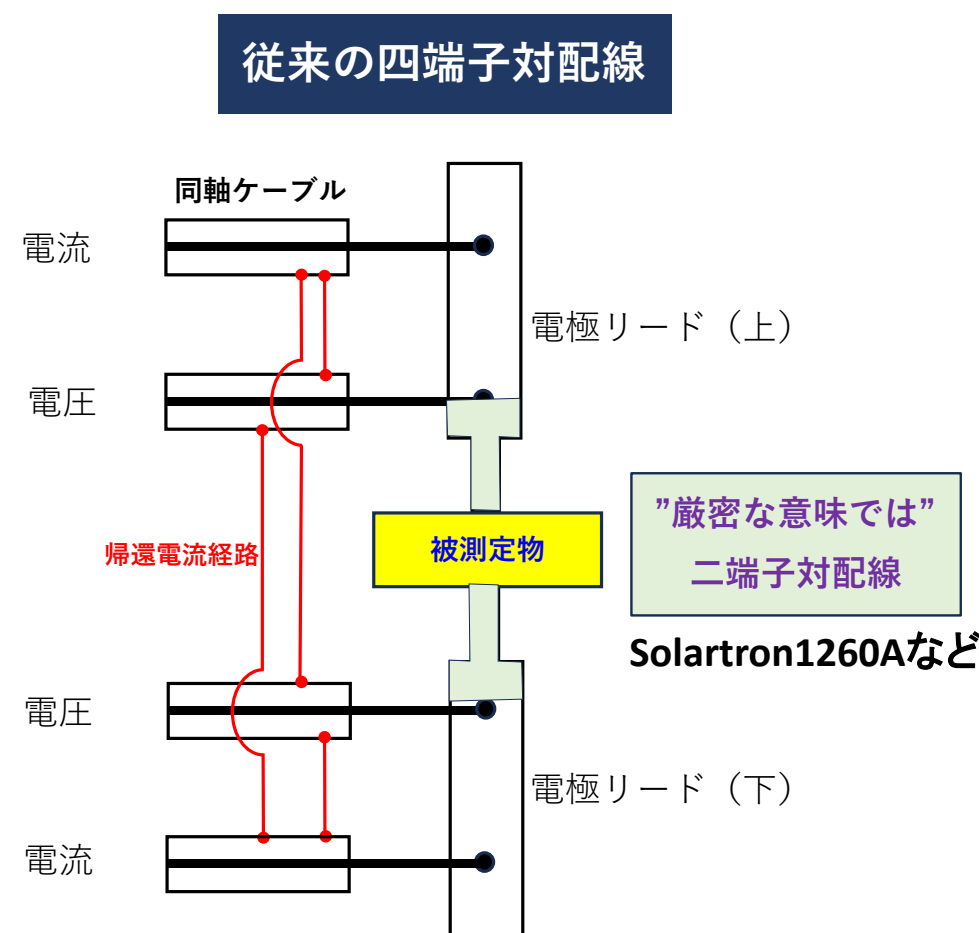 従来の四端子対配線
同軸ケーブル
電流
電極リード（上）
電圧
”厳密な意味では”
二端子対配線
帰還電流経路
被測定物
Solartron1260Aなど
電圧
電極リード（下）
電流